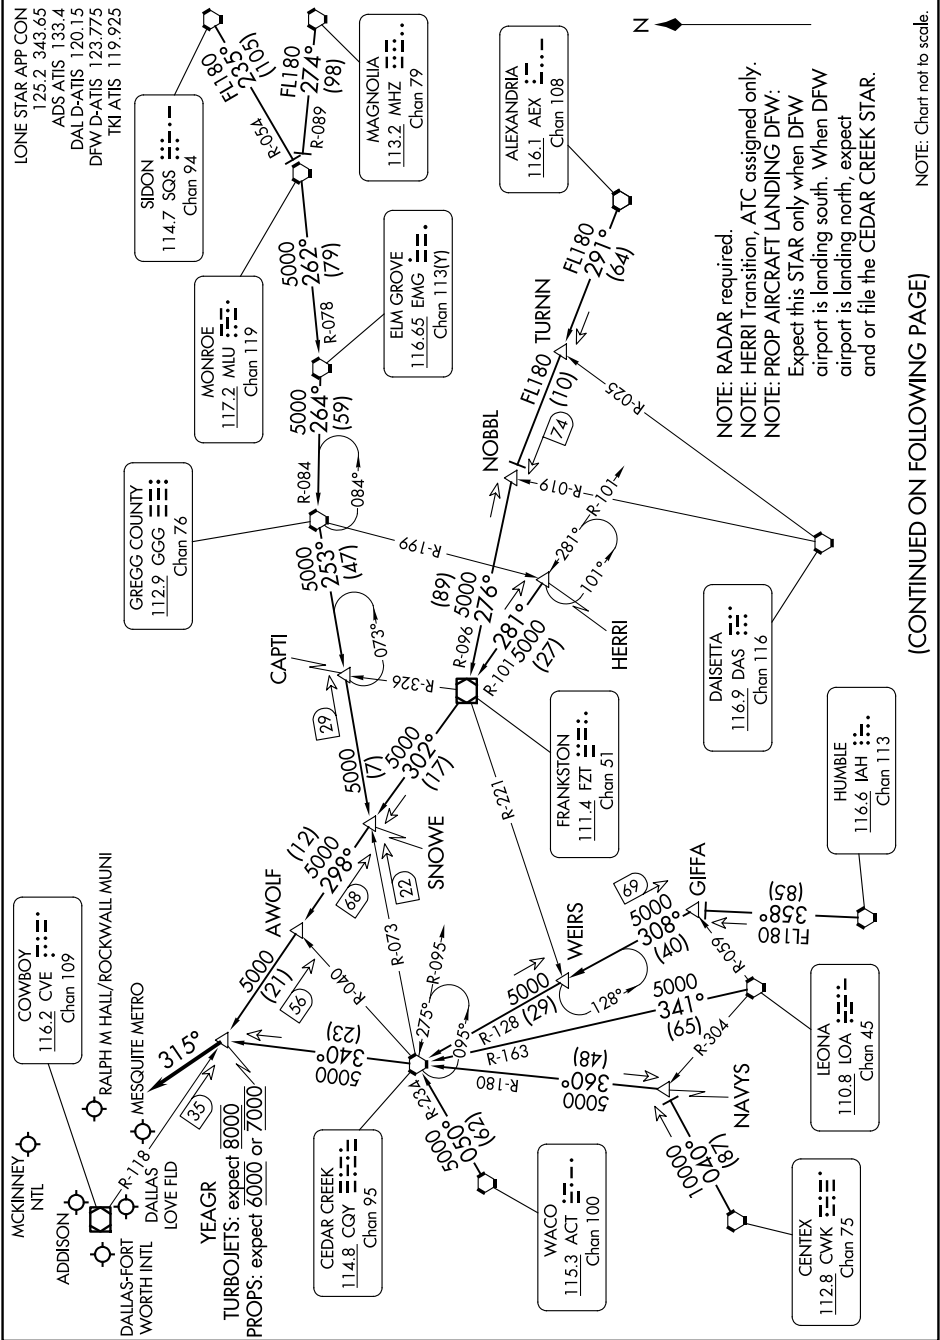 LONE STAR APP CON
125.2 343.65
ADS ATIS 133.4
DAL D-ATIS 120.15
DFW D-ATIS 123.775
TKI ATIS 119.925
SIDON
114.7 SQS
Chan 94
FL180
235°
(105)
R-054
FL180
274°
(98)
R-089
MAGNOLIA
113.2 MHZ
Chan 79
MONROE
117.2 MLU
Chan 119
5000
262°
(79)
R-078
ELM GROVE
116.65 EMG
Chan 113(Y)
ALEXANDRIA
116.1 AEX
Chan 108
N
GREGG COUNTY
112.9 GGG
Chan 76
5000
264°
(59)
R-084
084°
5000
253°
(47)
CAPTI
073°
29
R-326
R-199
FL180
291°
(64)
TURNN
FL180
(10)
74
NOBBL
R-025
R-019
(89)
5000
276°
R-096
R-101
281°
5000
(27)
281°
101°
R-101
HERRI
NOTE: RADAR required.
NOTE: HERRI Transition, ATC assigned only.
NOTE: PROP AIRCRAFT LANDING DFW:
Expect this STAR only when DFW
airport is landing south. When DFW
airport is landing north, expect
and or file the CEDAR CREEK STAR.
DAISETTA
116.9 DAS
Chan 116
FRANKSTON
111.4 FZT
Chan 51
5000
(7)
5000
302°
(17)
SNOWE
22
(12)
5000
298°
68
AWOLF
5000
(21)
56
R-040
R-073
R-095
275°
095°
R-221
WEIRS
5000
(29)
R-128
128°
5000
308°
(40)
69
GIFFA
R-059
FL180
358°
(85)
HUMBLE
116.6 IAH
Chan 113
COWBOY
116.2 CVE
Chan 109
RALPH M HALL/ROCKWALL MUNI
MESQUITE METRO
MCKINNEY
NTL
ADDISON
DALLAS-FORT
WORTH INTL
DALLAS
LOVE FLD
R-118
35
315°
YEAGR
TURBOJETS: expect 8000
PROPS: expect 6000 or 7000
5000
340°
(23)
CEDAR CREEK
114.8 CQY
Chan 95
R-234
5000
050°
(62)
WACO
115.3 ACT
Chan 100
R-163
5000
341°
(65)
R-180
5000
360°
(48)
R-304
NAVYS
LEONA
110.8 LOA
Chan 45
10000
040°
(87)
CENTEX
112.8 CWK
Chan 75
(CONTINUED ON FOLLOWING PAGE)
NOTE: Chart not to scale.